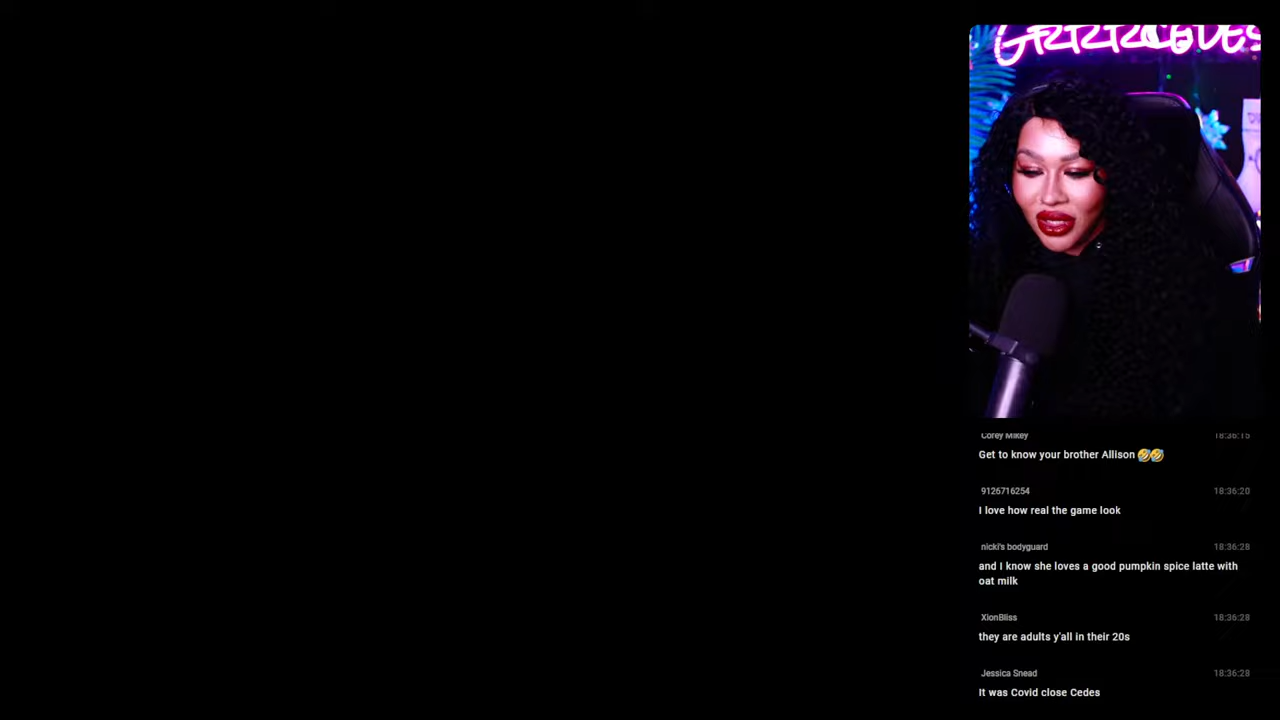 GRRRCEDES
Corey Mikey 18:36:15
Get to know your brother Allison 🤣🤣
9126716254 18:36:20
I love how real the game look
nicki's bodyguard 18:36:28
and I know she loves a good pumpkin spice latte with
oat milk
XionBliss 18:36:28
they are adults y'all in their 20s
Jessica Snead 18:36:28
It was Covid close Cedes